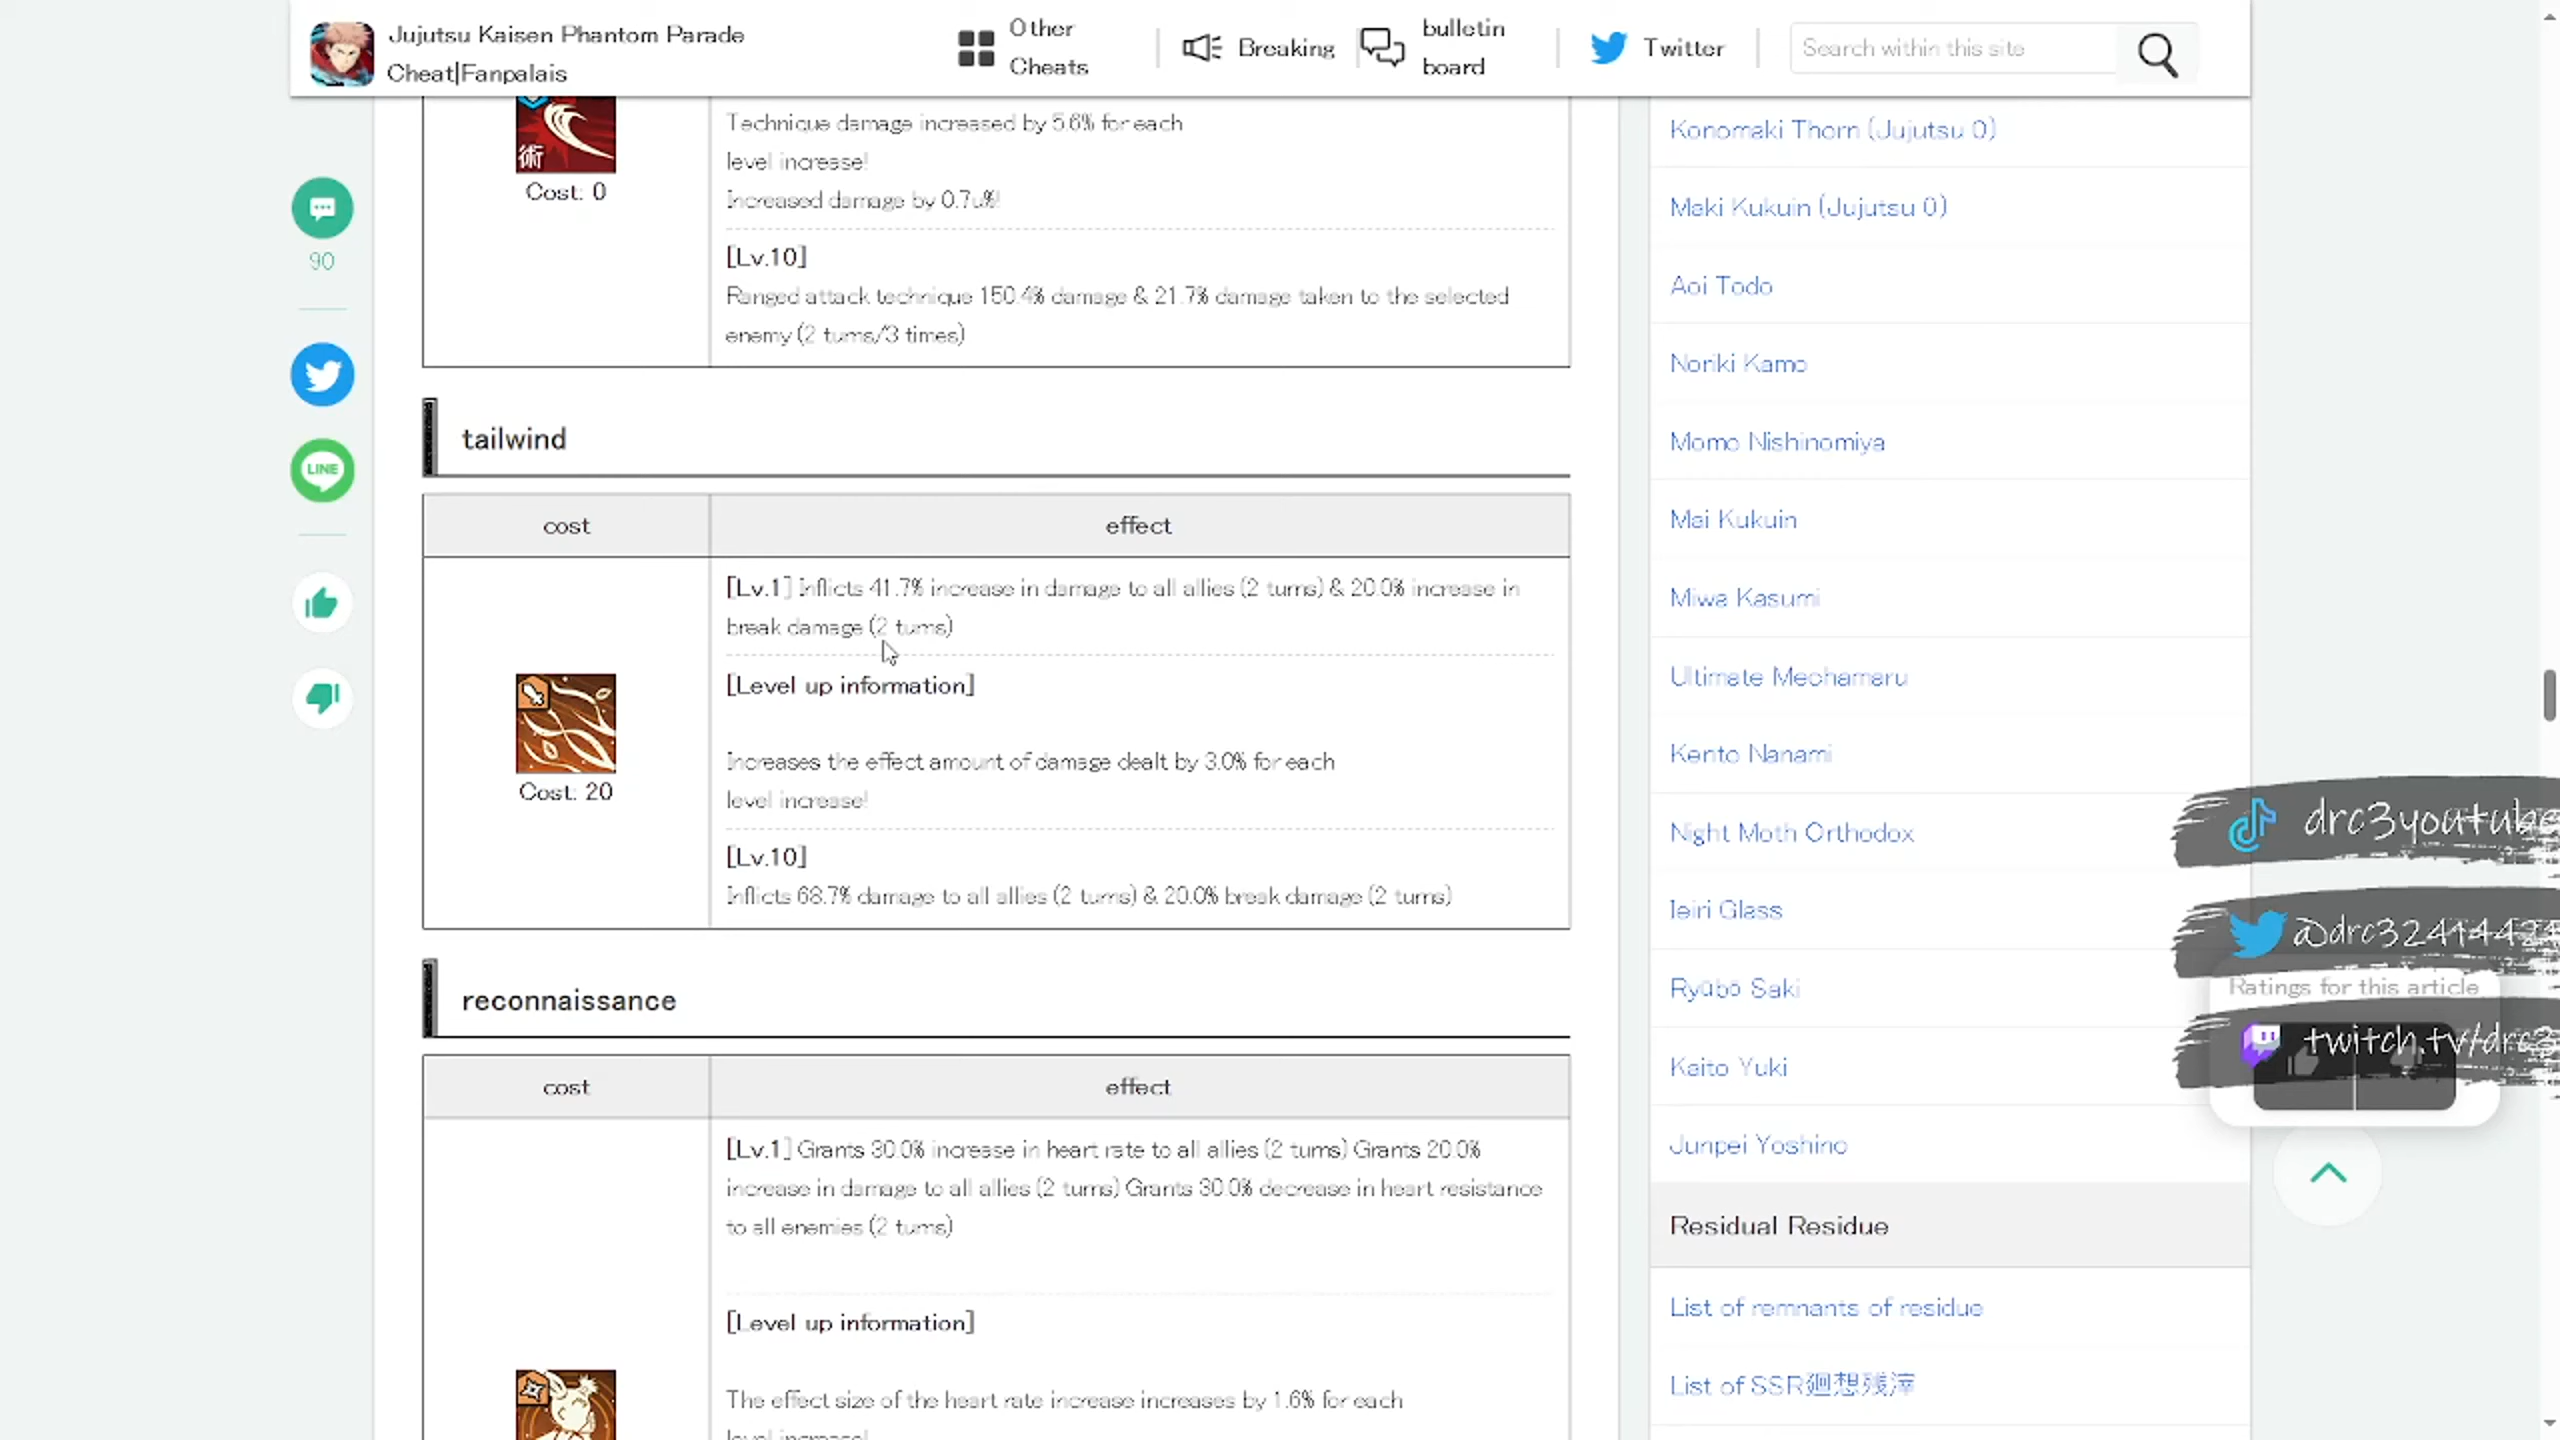 Jujutsu Kaisen Phantom Parade
Cheat|Fanpalais
Other
Cheats
Breaking
bulletin
board
Twitter
Search within this site
90
LINE
術
Cost: 0
Technique damage increased by 5.6% for each
level increase!
Increased damage by 0.7u%!
[Lv.10]
Ranged attack technique 150.4% damage & 21.7% damage taken to the selected
enemy (2 turns/3 times)
tailwind
cost
effect
[Lv.1] Inflicts 41.7% increase in damage to all allies (2 turns) & 20.0% increase in
break damage (2 turns)
[Level up information]
Increases the effect amount of damage dealt by 3.0% for each
level increase!
Cost: 20
[Lv.10]
Inflicts 68.7% damage to all allies (2 turns) & 20.0% break damage (2 turns)
reconnaissance
cost
effect
[Lv.1] Grants 30.0% increase in heart rate to all allies (2 turns) Grants 20.0%
increase in damage to all allies (2 turns) Grants 30.0% decrease in heart resistance
to all enemies (2 turns)
[Level up information]
The effect size of the heart rate increase increases by 1.6% for each
level increase!
Konomaki Thorn (Jujutsu 0)
Maki Kukuin (Jujutsu 0)
Aoi Todo
Noriki Kamo
Momo Nishinomiya
Mai Kukuin
Miwa Kasumi
Ultimate Mechamaru
Kento Nanami
Night Moth Orthodox
Ieiri Glass
Ryūbō Saki
Kaito Yuki
Junpei Yoshino
Residual Residue
List of remnants of residue
List of SSR廻想残滓
drc3youtube
@drc32414424
Ratings for this article
twitch.tv/drc3